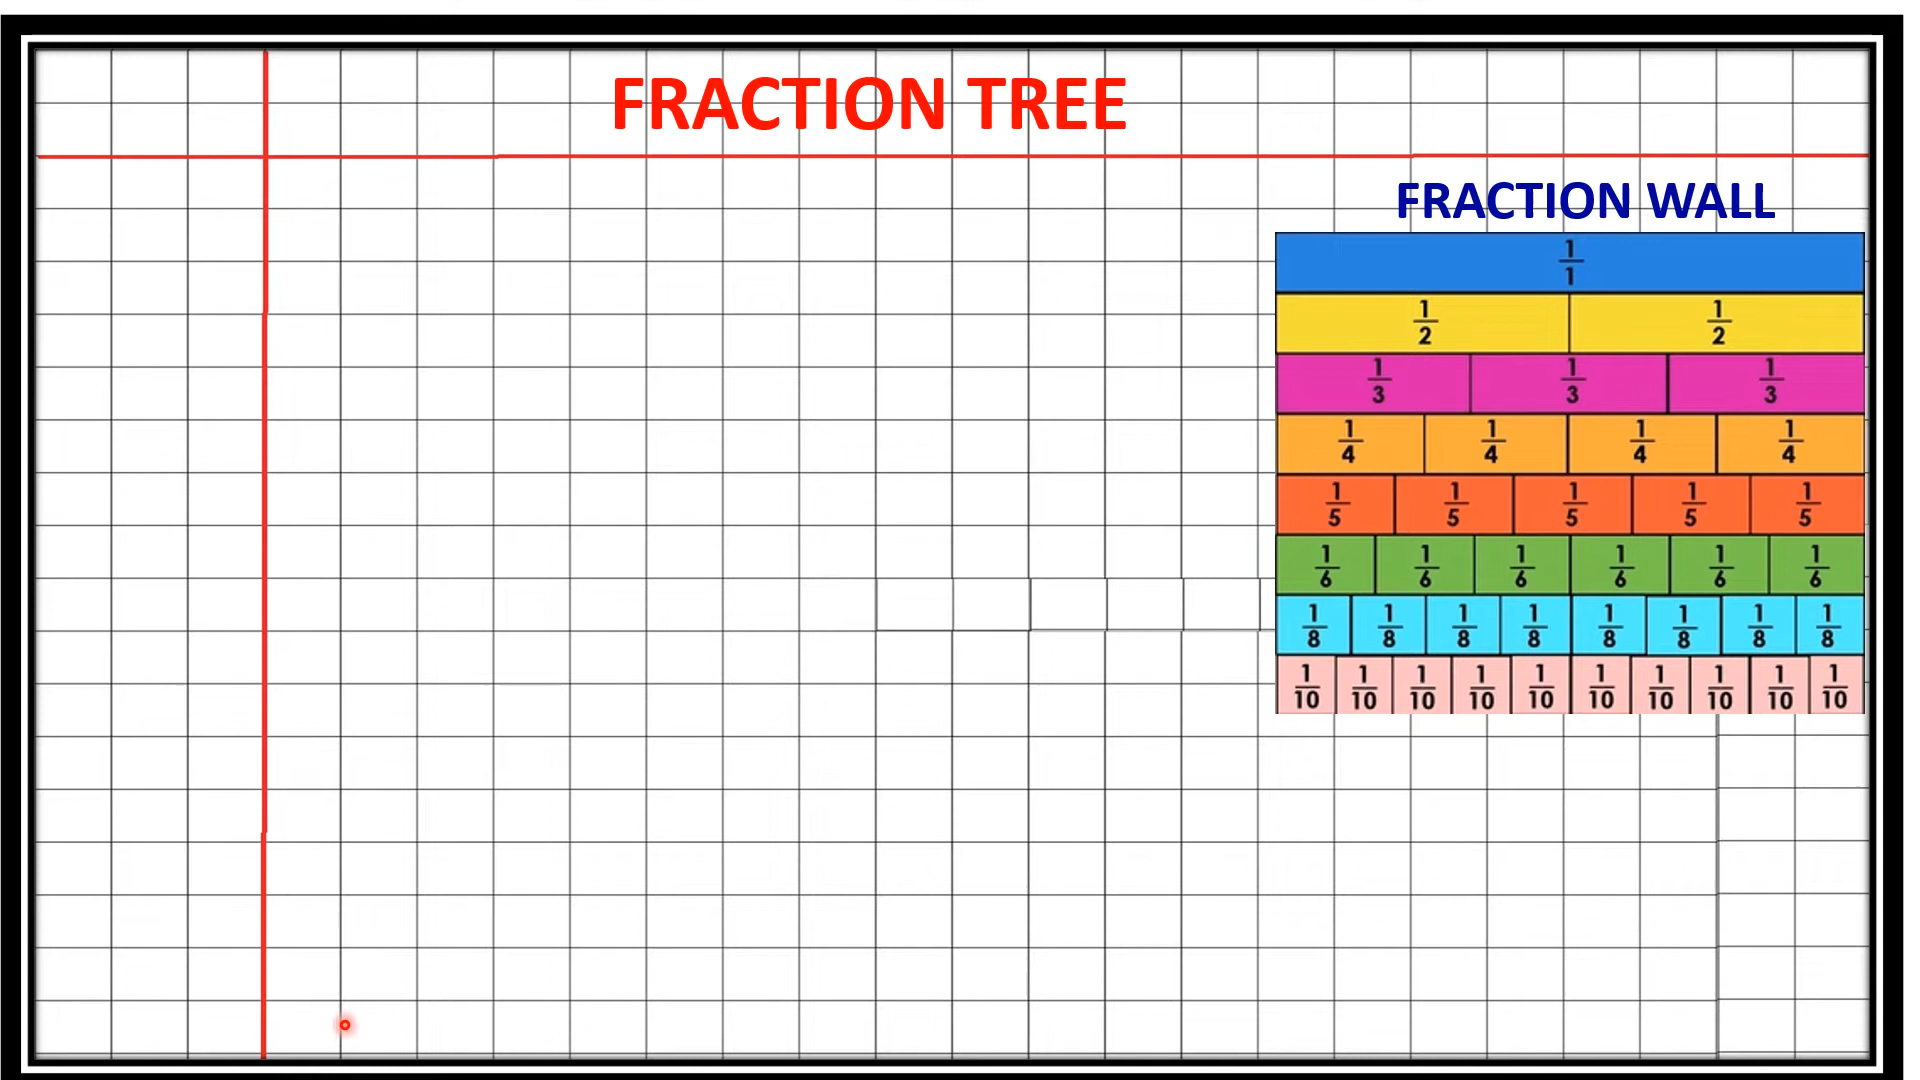 FRACTION TREE
FRACTION WALL
1/1
1/2 1/2
1/3 1/3 1/3
1/4 1/4 1/4 1/4
1/5 1/5 1/5 1/5 1/5
1/6 1/6 1/6 1/6 1/6 1/6
1/8 1/8 1/8 1/8 1/8 1/8 1/8 1/8
1/10 1/10 1/10 1/10 1/10 1/10 1/10 1/10 1/10 1/10